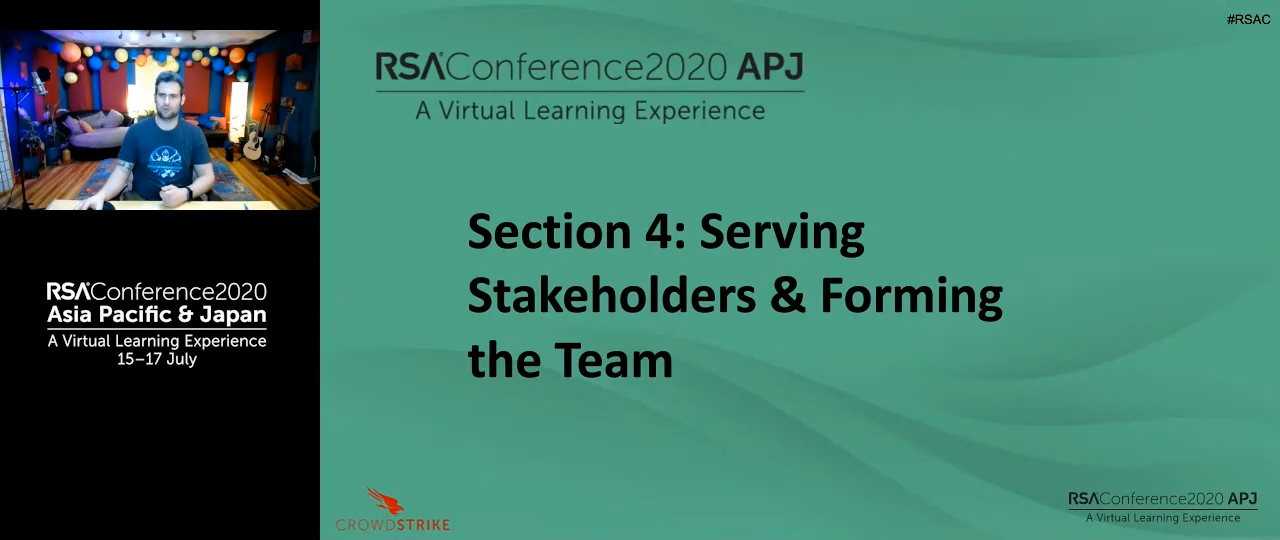 #RSAC
RSAConference2020 APJ
A Virtual Learning Experience
Section 4: Serving
Stakeholders & Forming
the Team
RSAConference2020
Asia Pacific & Japan
A Virtual Learning Experience
15–17 July
CROWDSTRIKE
RSAConference2020 APJ
A Virtual Learning Experience